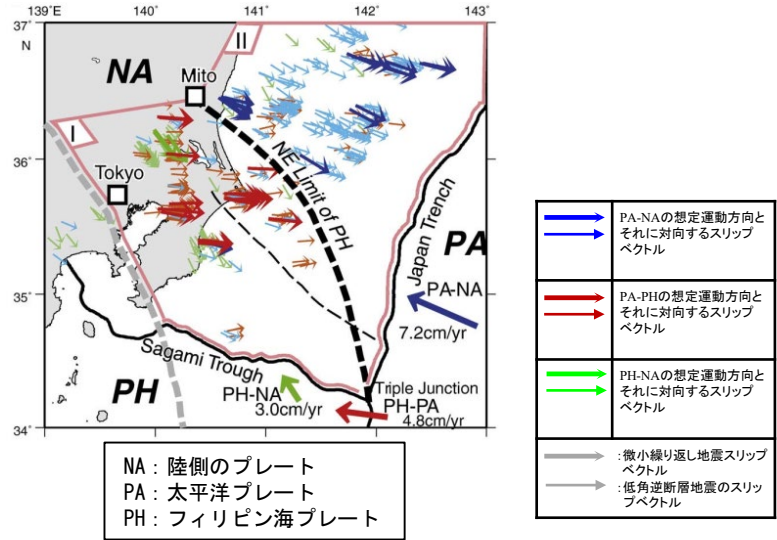 139˚E 140˚ 141˚ 142˚ 143˚
37˚
N
II
NA
Mito
I
36˚
Tokyo
NE Limit of PH
Japan Trench
PA
35˚
PA-NA
7.2cm/yr
Sagami Trough
PH
PH-NA
3.0cm/yr
Triple Junction
PH-PA
4.8cm/yr
34˚
NA：陸側のプレート
PA：太平洋プレート
PH：フィリピン海プレート
PA-NAの想定運動方向と
それに対向するスリップ
ベクトル
PA-PHの想定運動方向と
それに対向するスリップ
ベクトル
PH-NAの想定運動方向と
それに対向するスリップ
ベクトル
:微小繰り返し地震スリップ
ベクトル
:低角逆断層地震のスリッ
プベクトル